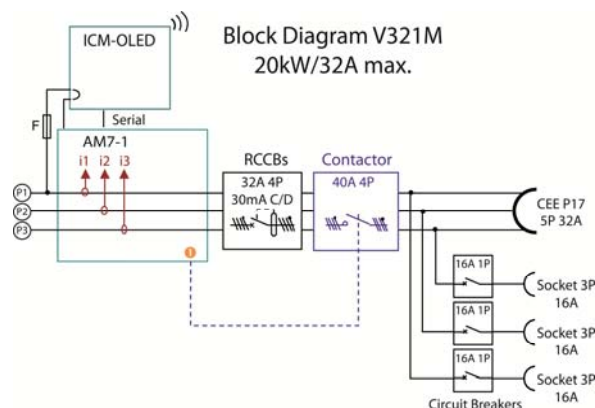 ICM-OLED
Block Diagram V321M
20kW/32A max.
F
Serial
AM7-1
i1 i2 i3
RCCBs
32A 4P
30mA C/D
Contactor
40A 4P
P1
P2
P3
CEE P17
5P 32A
1
16A 1P
Socket 3P
16A
16A 1P
Socket 3P
16A
16A 1P
Socket 3P
16A
Circuit Breakers